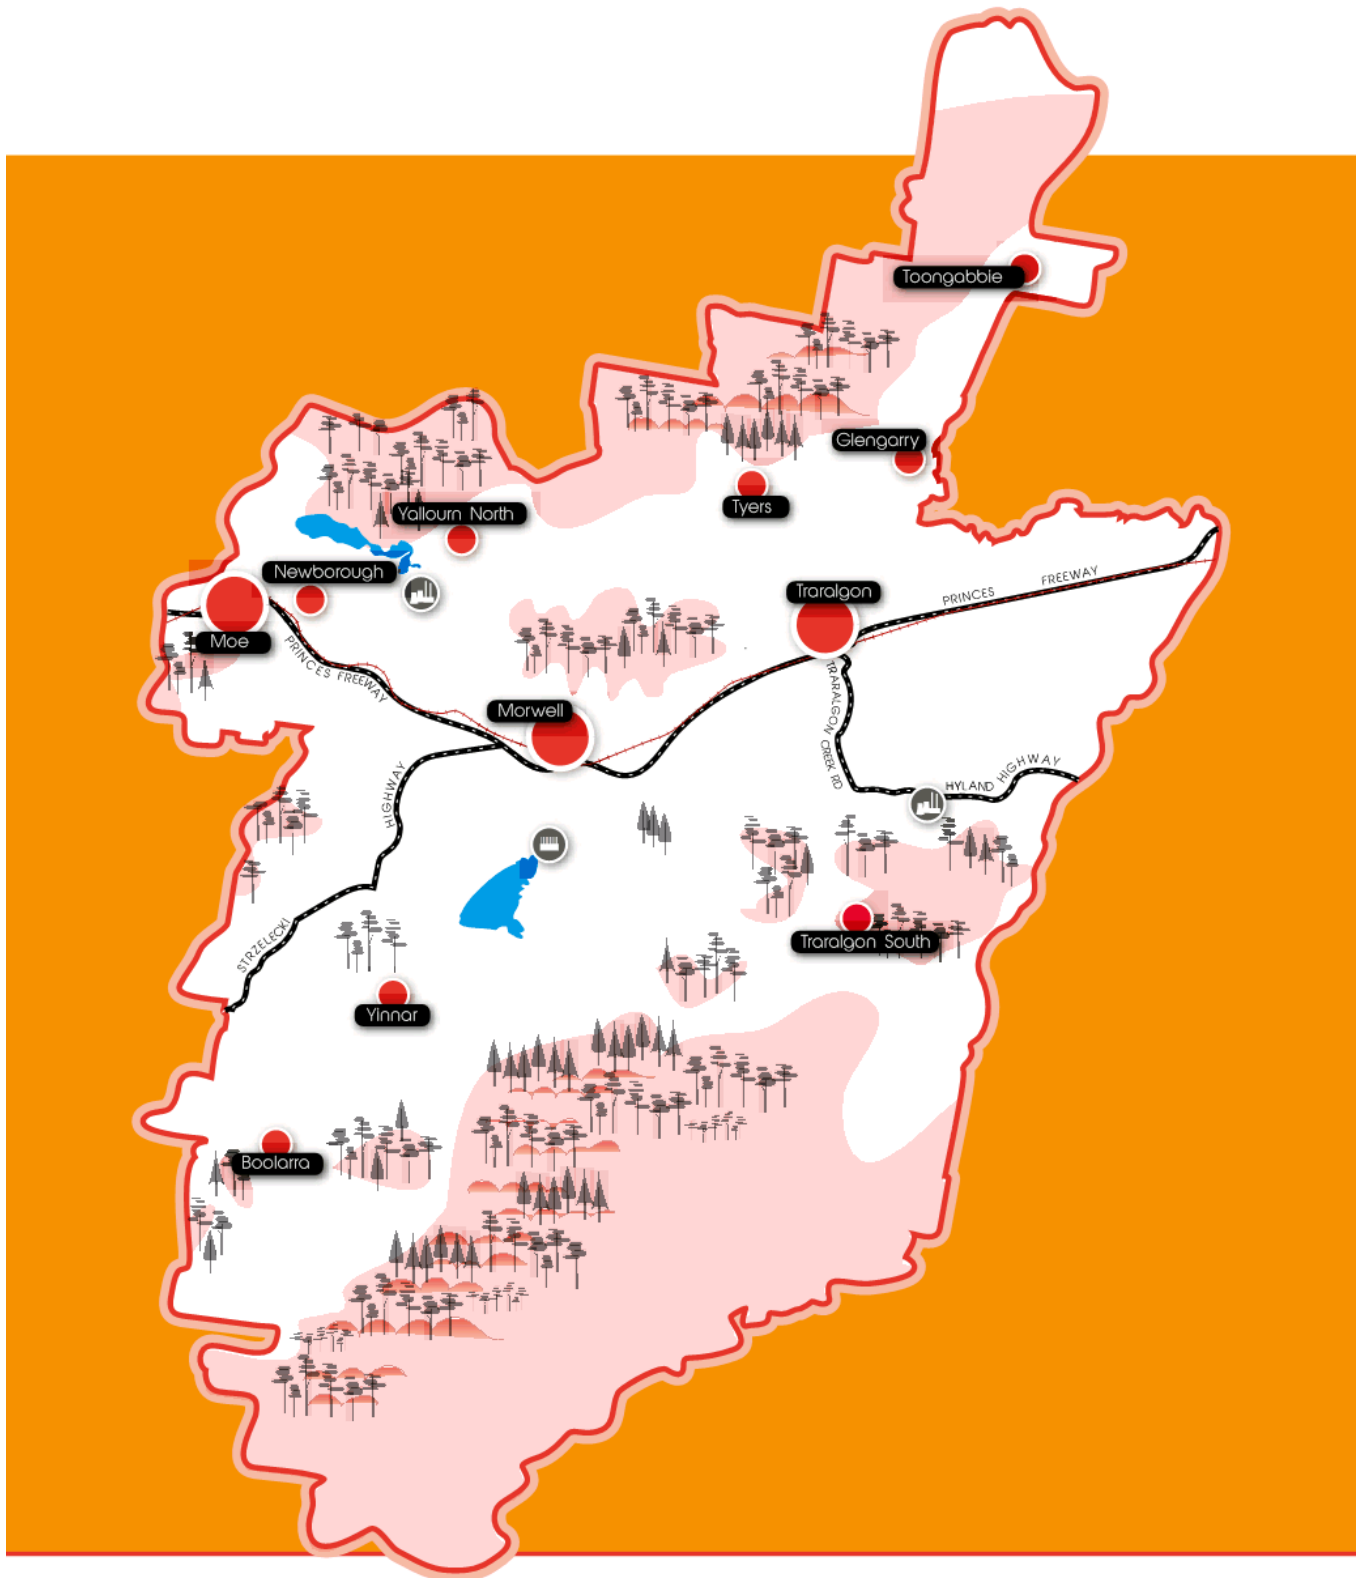 Toongabbie
Glengarry
Tyers
Yallourn North
Newborough
Moe
PRINCES FREEWAY
Traralgon
PRINCES FREEWAY
Morwell
TRARALGON CREEK RD
HYLAND HIGHWAY
STRZELECKI HIGHWAY
Traralgon South
Yinnar
Boolarra